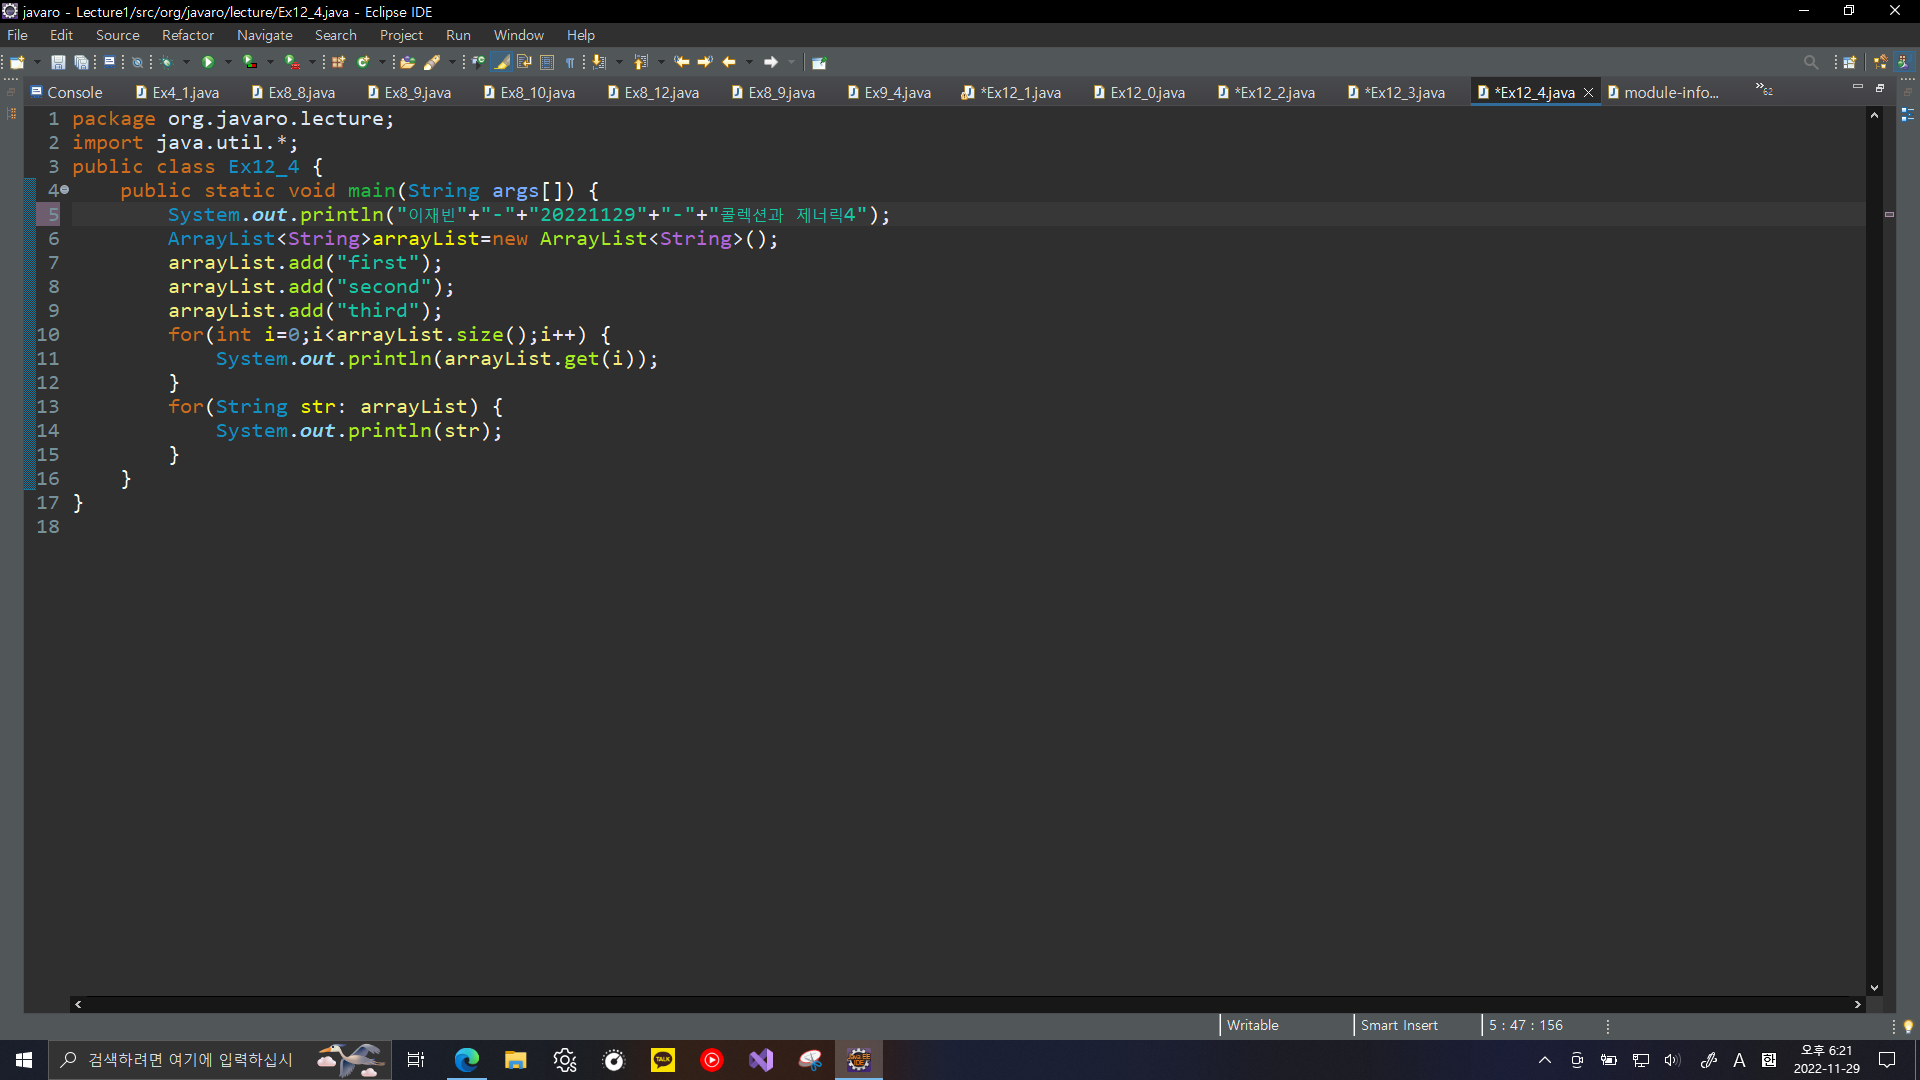 javaro - Lecture1/src/org/javaro/lecture/Ex12_4.java - Eclipse IDE
File Edit Source Refactor Navigate Search Project Run Window Help
Console Ex4_1.java Ex8_8.java Ex8_9.java Ex8_10.java Ex8_12.java Ex8_9.java Ex9_4.java *Ex12_1.java Ex12_0.java *Ex12_2.java *Ex12_3.java *Ex12_4.java module-info... »62
1 package org.javaro.lecture;
2 import java.util.*;
3 public class Ex12_4 {
4 public static void main(String args[]) {
5 System.out.println("이재빈"+"-"+"20221129"+"-"+"콜렉션과 제너릭4");
6 ArrayList<String>arrayList=new ArrayList<String>();
7 arrayList.add("first");
8 arrayList.add("second");
9 arrayList.add("third");
10 for(int i=0;i<arrayList.size();i++) {
11 System.out.println(arrayList.get(i));
12 }
13 for(String str: arrayList) {
14 System.out.println(str);
15 }
16 }
17 }
18
Writable Smart Insert 5 : 47 : 156
검색하려면 여기에 입력하십시 TALK A 오후 6:21
2022-11-29